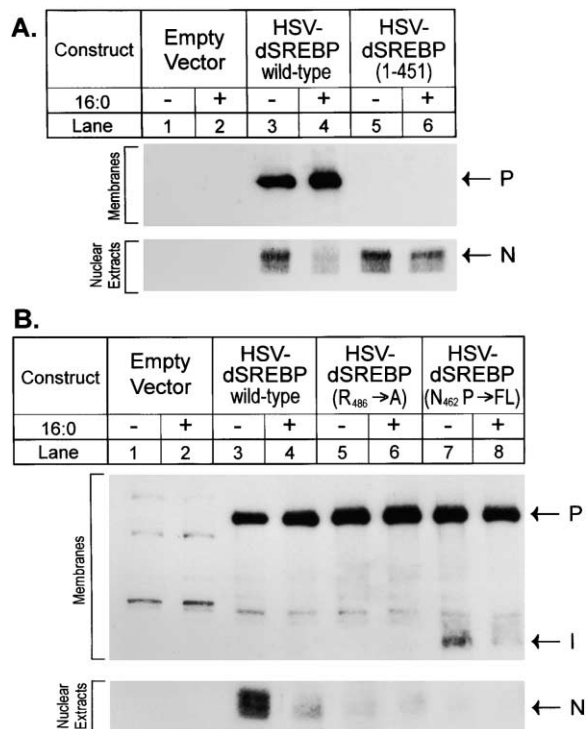 A.
Construct Empty Vector HSV-dSREBP wild-type HSV-dSREBP (1-451)
16:0 - + - + - +
Lane 1 2 3 4 5 6
Membranes
← P
Nuclear Extracts
← N
B.
Construct Empty Vector HSV-dSREBP wild-type HSV-dSREBP (R486→A) HSV-dSREBP (N462 P→FL)
16:0 - + - + - + - +
Lane 1 2 3 4 5 6 7 8
Membranes
← P
← I
Nuclear Extracts
← N